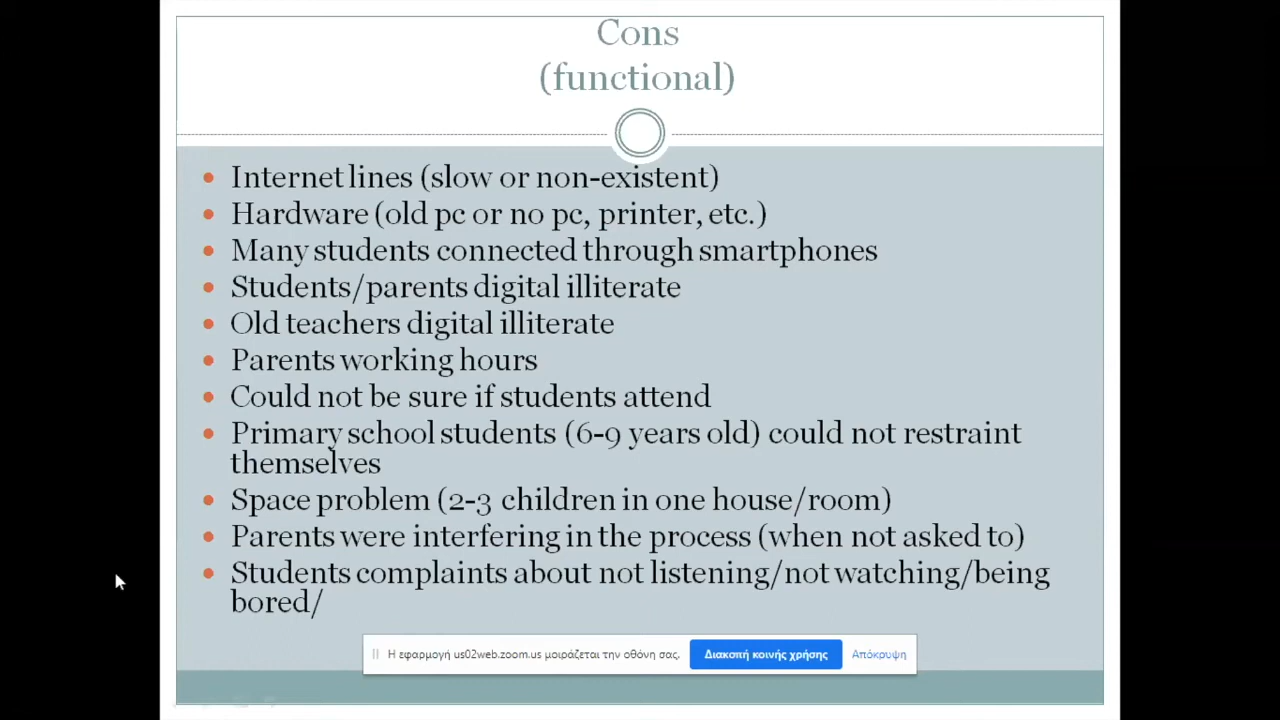 Cons
(functional)
Internet lines (slow or non-existent)
Hardware (old pc or no pc, printer, etc.)
Many students connected through smartphones
Students/parents digital illiterate
Old teachers digital illiterate
Parents working hours
Could not be sure if students attend
Primary school students (6-9 years old) could not restraint
themselves
Space problem (2-3 children in one house/room)
Parents were interfering in the process (when not asked to)
Students complaints about not listening/not watching/being
bored/
Η εφαρμογή us02web.zoom.us μοιράζεται την οθόνη σας. Διακοπή κοινής χρήσης Απόκρυψη